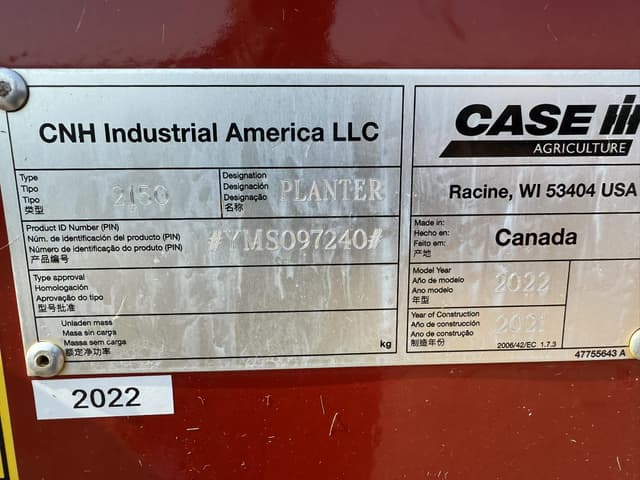 CNH Industrial America LLC
Type
Tipo
Tipo
类型
2150
Designation
Designación
Designação
名称
PLANTER
Product ID Number (PIN)
Núm. de identificación del producto (PIN)
Número de identificação do produto (PIN)
产品编号
#YMS097240#
Type approval
Homologación
Aprovação do tipo
型号批准
Unladen mass
Masa sin carga
Massa sem carga
额定净功率
kg
CASE IH
AGRICULTURE
Racine, WI 53404 USA
Made in:
Hecho en:
Feito em:
产地
Canada
Model Year
Año de modelo
Ano modelo
年型
2022
Year of Construction
Año de construcción
Ano de construção
制造年份
2021
2006/42/EC 1.7.3
47755643 A
2022